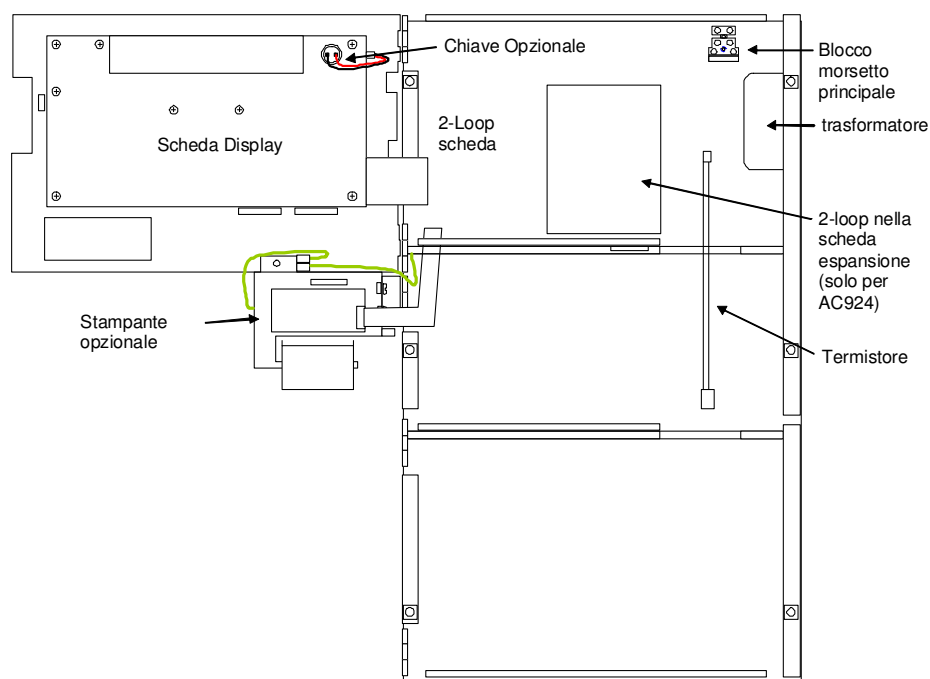 Chiave Opzionale
Blocco
morsetto
principale
trasformatore
2-Loop
scheda
Scheda Display
2-loop nella
scheda
espansione
(solo per
AC924)
Stampante
opzionale
Termistore